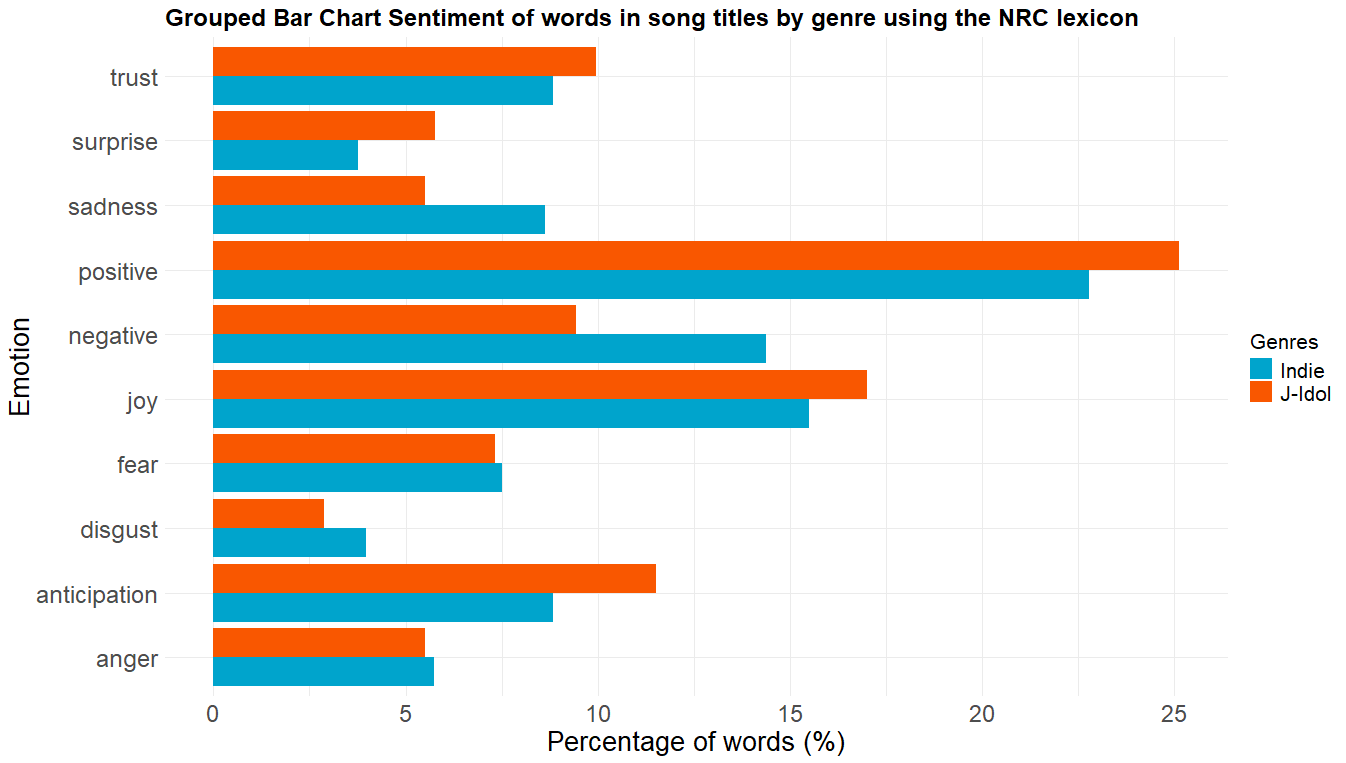 Grouped Bar Chart Sentiment of words in song titles by genre using the NRC lexicon
trust
surprise
sadness
positive
negative
joy
fear
disgust
anticipation
anger
Emotion
0 5 10 15 20 25
Percentage of words (%)
Genres
Indie
J-Idol